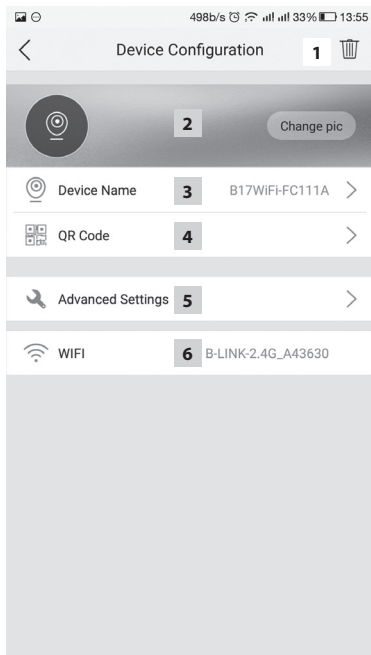 498b/s 33% 13:55
Device Configuration 1
2 Change pic
Device Name 3 B17WiFi-FC111A
QR Code 4
Advanced Settings 5
WIFI 6 B-LINK-2.4G_A43630